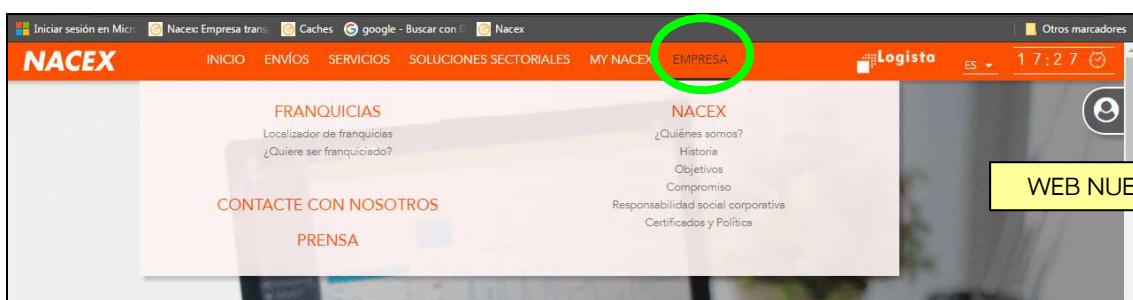 Iniciar sesión en Micr Nacex: Empresa trans Caches google - Buscar con G Nacex Otros marcadores
NACEX INICIO ENVÍOS SERVICIOS SOLUCIONES SECTORIALES MY NACEX EMPRESA Logista ES 17:27
FRANQUICIAS
Localizador de franquicias
¿Quiere ser franquiciado?
CONTACTE CON NOSOTROS
PRENSA
NACEX
¿Quiénes somos?
Historia
Objetivos
Compromiso
Responsabilidad social corporativa
Certificados y Política
WEB NUE